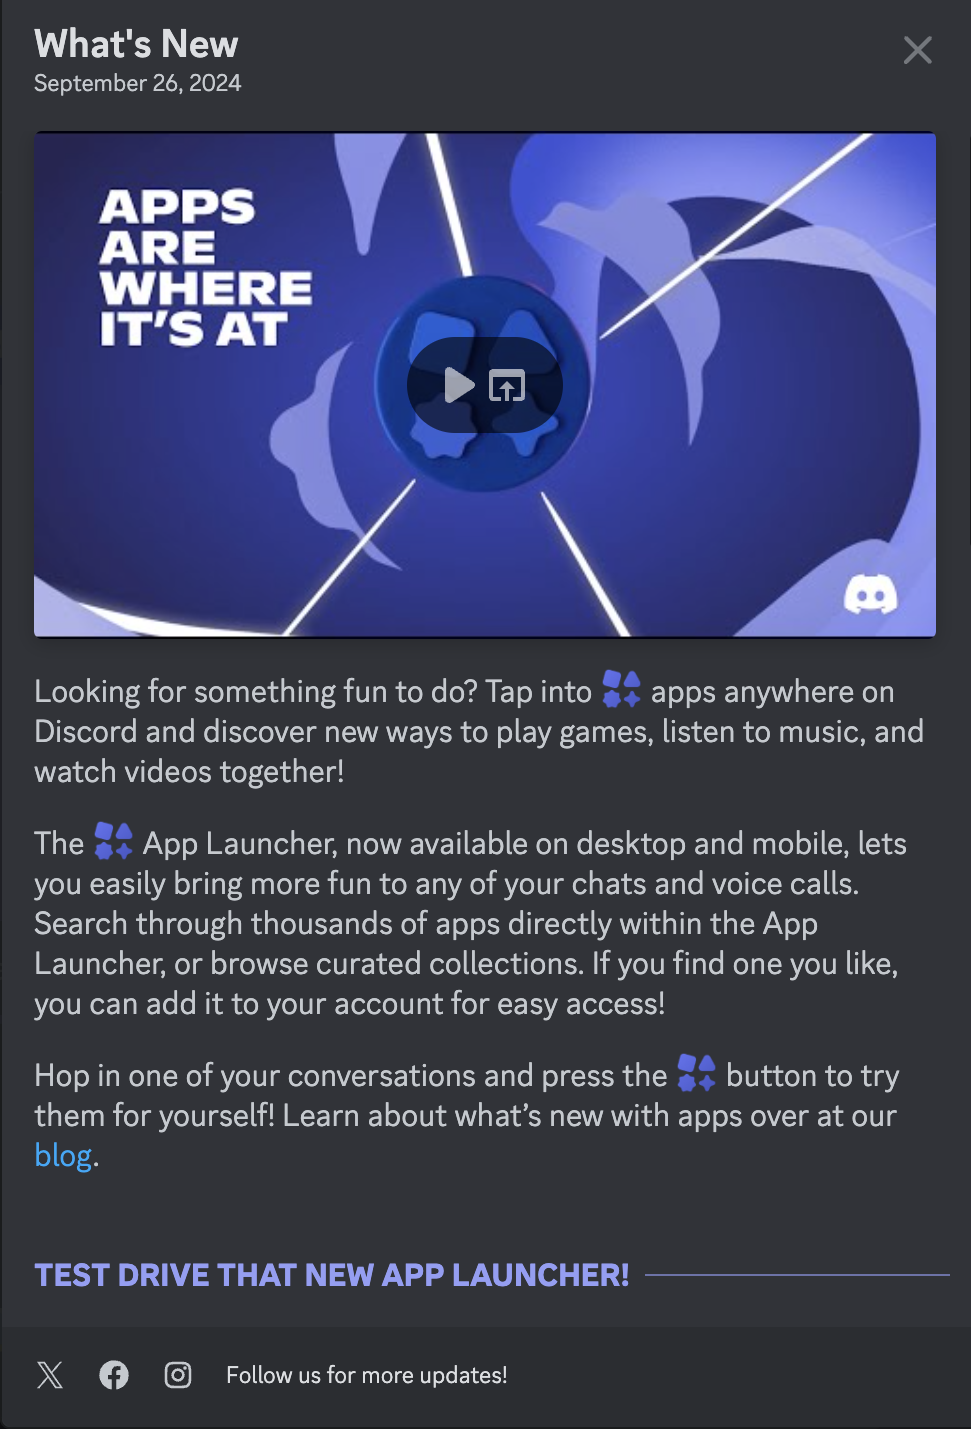 What's New
September 26, 2024
APPS
ARE
WHERE
IT'S AT
Looking for something fun to do? Tap into apps anywhere on
Discord and discover new ways to play games, listen to music, and
watch videos together!
The App Launcher, now available on desktop and mobile, lets
you easily bring more fun to any of your chats and voice calls.
Search through thousands of apps directly within the App
Launcher, or browse curated collections. If you find one you like,
you can add it to your account for easy access!
Hop in one of your conversations and press the button to try
them for yourself! Learn about what’s new with apps over at our
blog.
TEST DRIVE THAT NEW APP LAUNCHER!
Follow us for more updates!